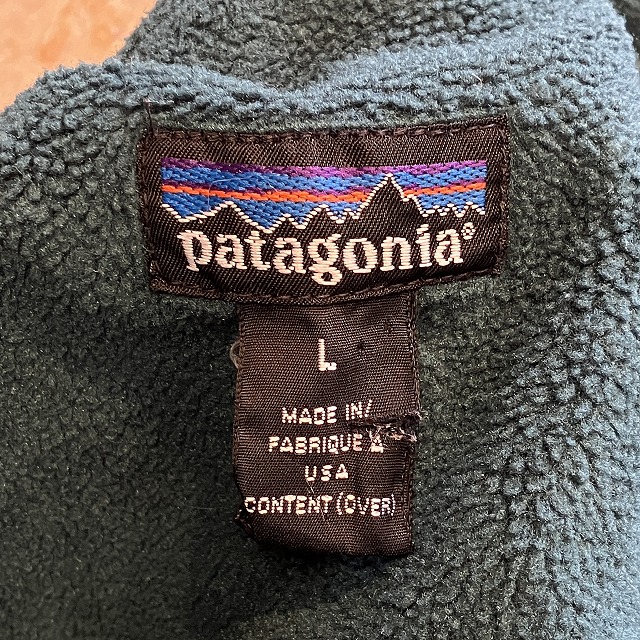 patagonia®
L
MADE IN/
FABRIQUE À
USA
CONTENT (OVER)